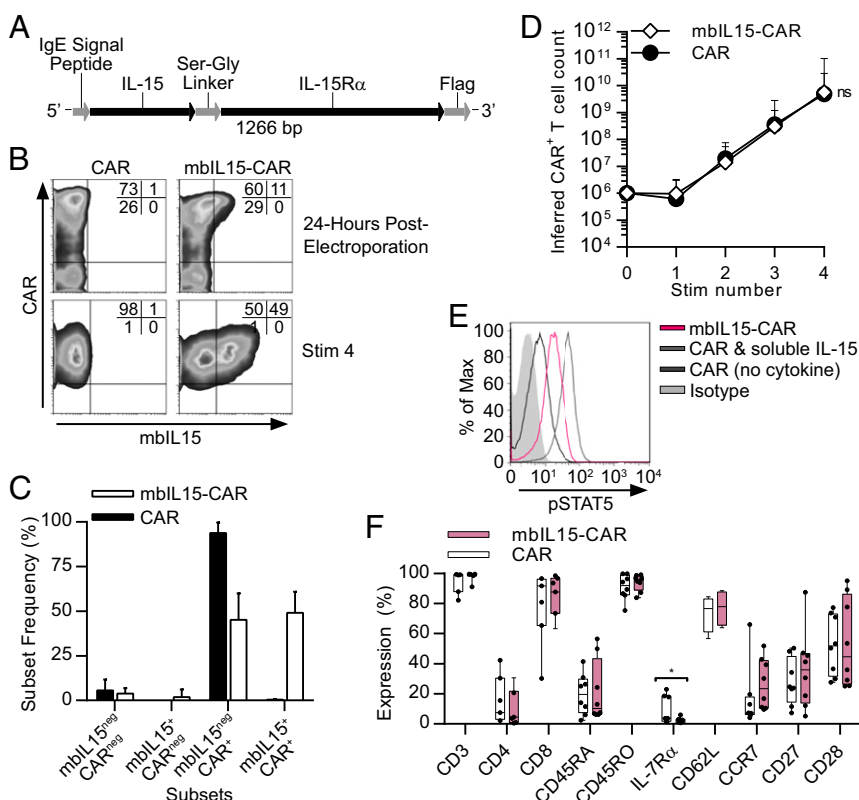 A
IgE Signal
Peptide
IL-15
Ser-Gly
Linker
IL-15Rα
Flag
5'
3'
1266 bp
B
CAR
mbIL15-CAR
73 1
26 0
60 11
29 0
24-Hours Post-
Electroporation
98 1
1 0
50 49
1 0
Stim 4
CAR
mbIL15
C
mbIL15-CAR
CAR
Subset Frequency (%)
100
75
50
25
0
mbIL15neg
CARneg
mbIL15+
CARneg
mbIL15neg
CAR+
mbIL15+
CAR+
Subsets
D
mbIL15-CAR
CAR
Inferred CAR+ T cell count
10^12
10^11
10^10
10^9
10^8
10^7
10^6
10^5
10^4
ns
0 1 2 3 4
Stim number
E
% of Max
100
80
60
40
20
0
0 10^1 10^2 10^3 10^4
pSTAT5
mbIL15-CAR
CAR & soluble IL-15
CAR (no cytokine)
Isotype
F
mbIL15-CAR
CAR
Expression (%)
100
80
60
40
20
0
*
CD3
CD4
CD8
CD45RA
CD45RO
IL-7Rα
CD62L
CCR7
CD27
CD28